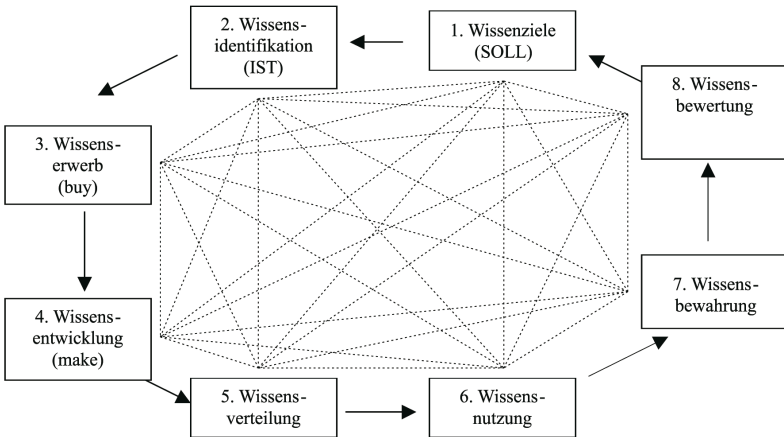 1. Wissenziele
(SOLL)
2. Wissens-
identifikation
(IST)
3. Wissens-
erwerb
(buy)
4. Wissens-
entwicklung
(make)
5. Wissens-
verteilung
6. Wissens-
nutzung
7. Wissens-
bewahrung
8. Wissens-
bewertung